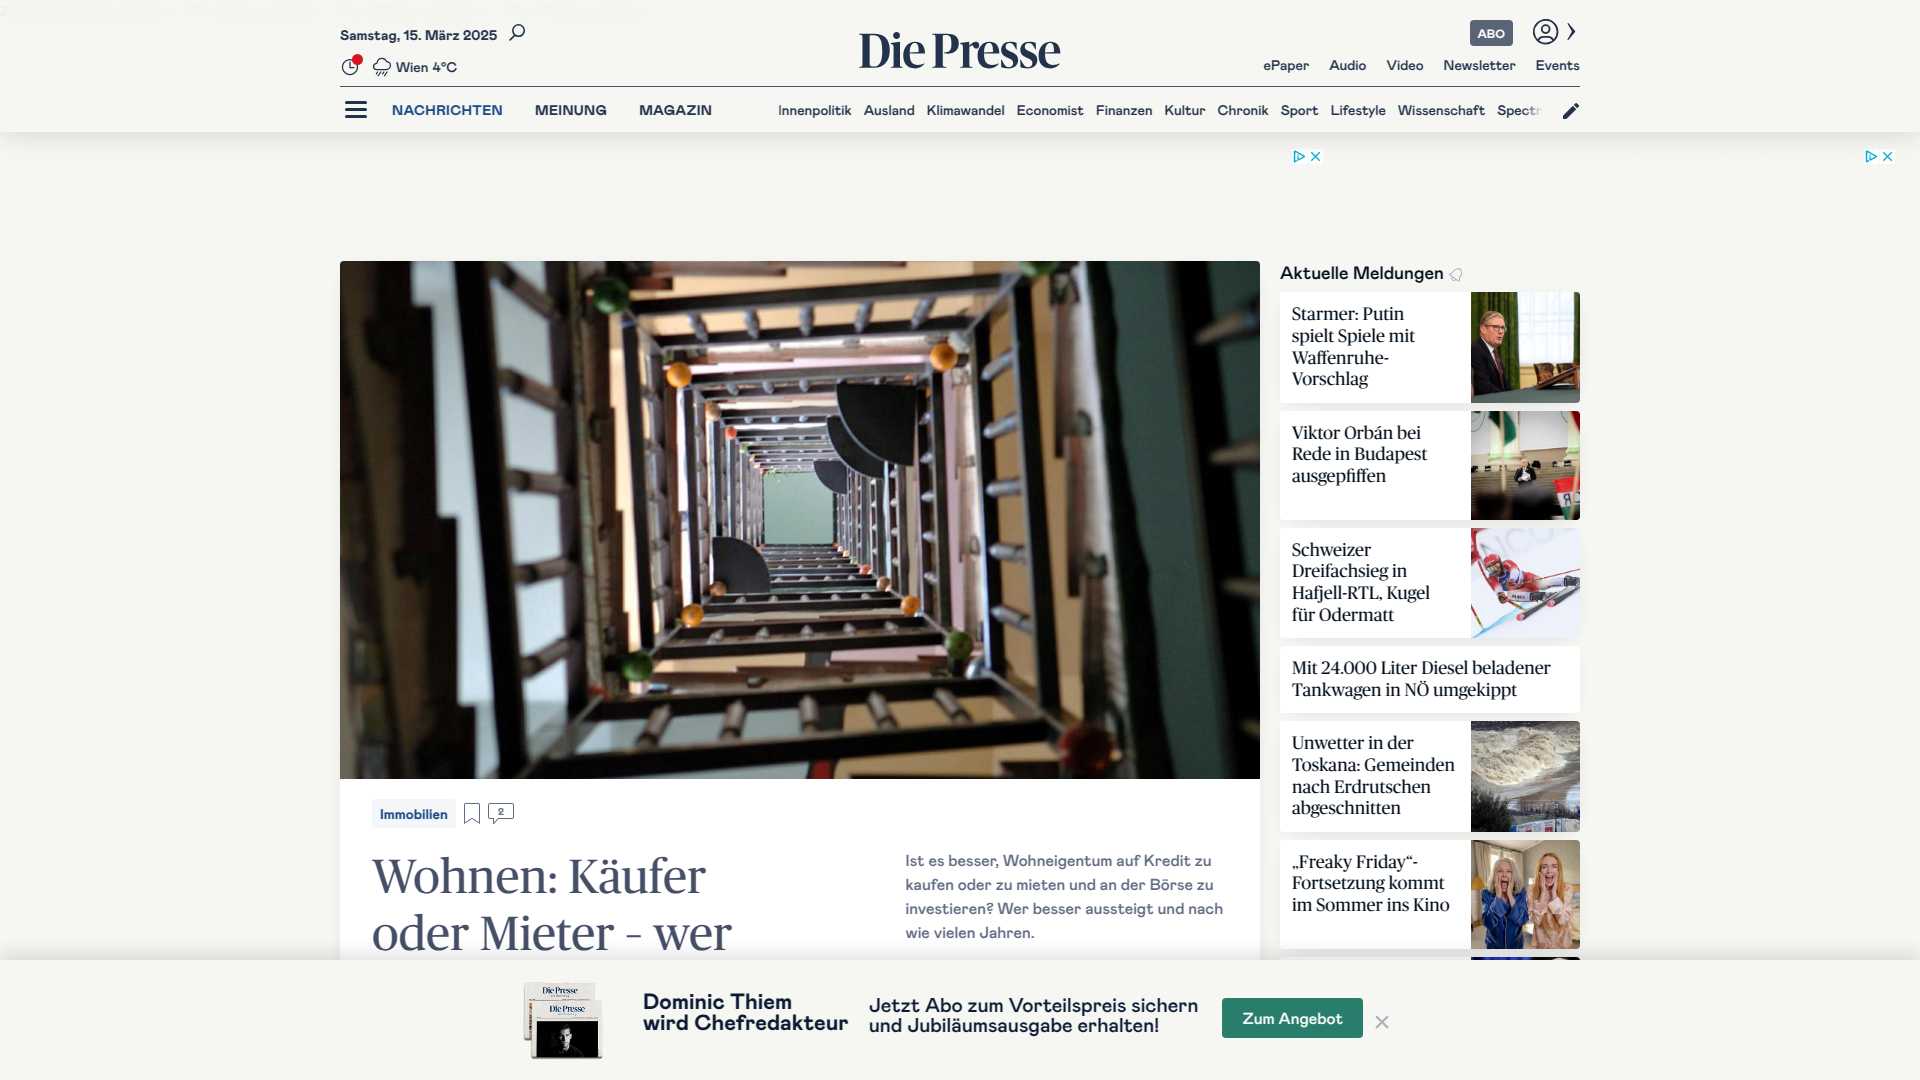 Samstag, 15. März 2025
Wien 4°C
Die Presse
ABO
ePaper Audio Video Newsletter Events
NACHRICHTEN MEINUNG MAGAZIN
Innenpolitik Ausland Klimawandel Economist Finanzen Kultur Chronik Sport Lifestyle Wissenschaft
Aktuelle Meldungen
Starmer: Putin
spielt Spiele mit
Waffenruhe-
Vorschlag
Viktor Orbán bei
Rede in Budapest
ausgepfiffen
Schweizer
Dreifachsieg in
Hafjell-RTL, Kugel
für Odermatt
Mit 24.000 Liter Diesel beladener
Tankwagen in NÖ umgekippt
Unwetter in der
Toskana: Gemeinden
nach Erdrutschen
abgeschnitten
„Freaky Friday“-
Fortsetzung kommt
im Sommer ins Kino
Immobilien
2
Wohnen: Käufer
oder Mieter – wer
Ist es besser, Wohneigentum auf Kredit zu
kaufen oder zu mieten und an der Börse zu
investieren? Wer besser aussteigt und nach
wie vielen Jahren.
Die Presse
Die Presse
Dominic Thiem
wird Chefredakteur
Jetzt Abo zum Vorteilspreis sichern
und Jubiläumsausgabe erhalten!
Zum Angebot